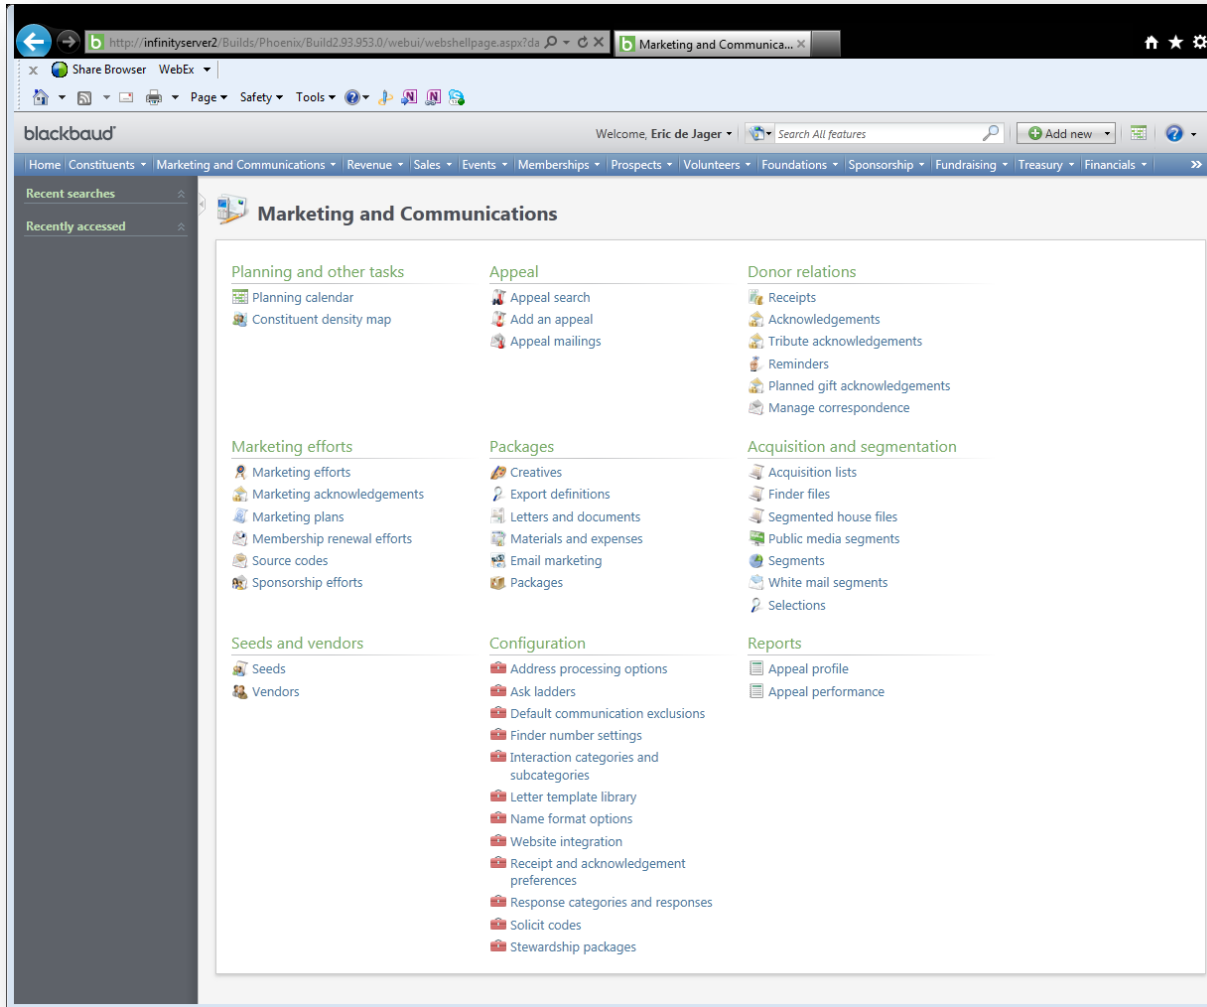 http://infinityserver2/Builds/Phoenix/Build2.93.953.0/webui/webshellpage.aspx?da
Marketing and Communica...
x Share Browser WebEx
Page Safety Tools
blackbaud
Welcome, Eric de Jager
Search All features
Add new
Home Constituents Marketing and Communications Revenue Sales Events Memberships Prospects Volunteers Foundations Sponsorship Fundraising Treasury Financials »
Recent searches
Recently accessed
Marketing and Communications
Planning and other tasks
Planning calendar
Constituent density map
Appeal
Appeal search
Add an appeal
Appeal mailings
Donor relations
Receipts
Acknowledgements
Tribute acknowledgements
Reminders
Planned gift acknowledgements
Manage correspondence
Marketing efforts
Marketing efforts
Marketing acknowledgements
Marketing plans
Membership renewal efforts
Source codes
Sponsorship efforts
Packages
Creatives
Export definitions
Letters and documents
Materials and expenses
Email marketing
Packages
Acquisition and segmentation
Acquisition lists
Finder files
Segmented house files
Public media segments
Segments
White mail segments
Selections
Seeds and vendors
Seeds
Vendors
Configuration
Address processing options
Ask ladders
Default communication exclusions
Finder number settings
Interaction categories and
subcategories
Letter template library
Name format options
Website integration
Receipt and acknowledgement
preferences
Response categories and responses
Solicit codes
Stewardship packages
Reports
Appeal profile
Appeal performance